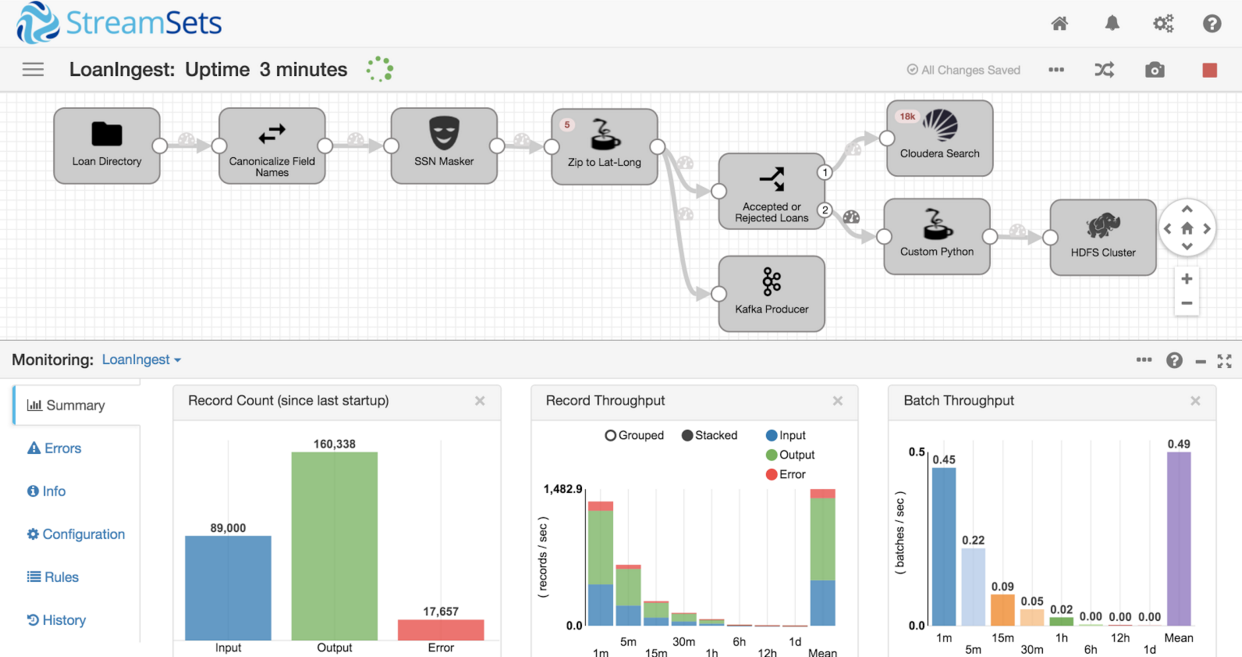 StreamSets
LoanIngest: Uptime 3 minutes
All Changes Saved
Loan Directory
Canonicalize Field
Names
SSN Masker
5
Zip to Lat-Long
Accepted or
Rejected Loans
1
2
18k
Cloudera Search
Custom Python
HDFS Cluster
Kafka Producer
Monitoring: LoanIngest
Summary
Errors
Info
Configuration
Rules
History
Record Count (since last startup)
160,338
89,000
17,657
Input Output Error
Record Throughput
Grouped Stacked Input
Output
Error
1,482.9
( records / sec )
0.0
5m 30m 6h 1d
1m 15m 1h 12h Mean
Batch Throughput
0.5
0.45
0.22
0.09
0.05
0.02
0.00 0.00 0.00
0.49
( batches / sec )
0.0
1m 15m 1h 12h Mean
5m 30m 6h 1d